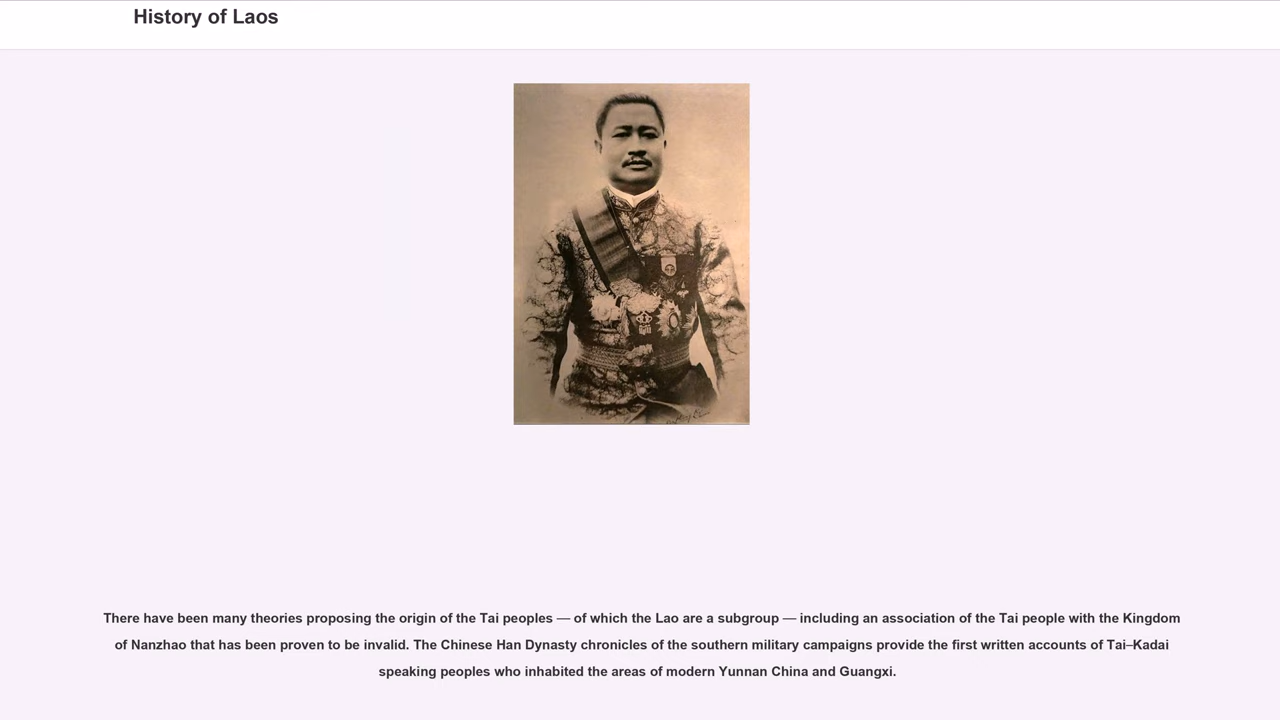 History of Laos
There have been many theories proposing the origin of the Tai peoples — of which the Lao are a subgroup — including an association of the Tai people with the Kingdom
of Nanzhao that has been proven to be invalid. The Chinese Han Dynasty chronicles of the southern military campaigns provide the first written accounts of Tai–Kadai
speaking peoples who inhabited the areas of modern Yunnan China and Guangxi.